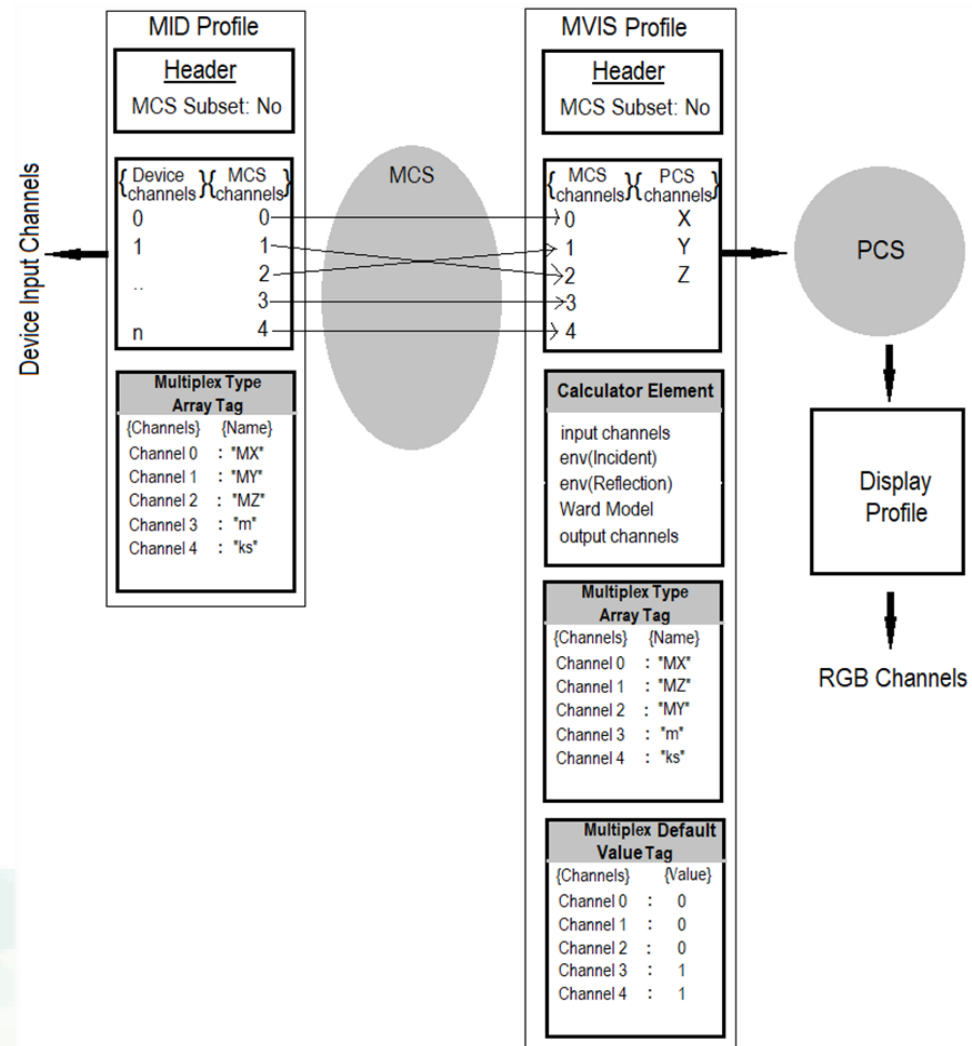 MID Profile
Header
MCS Subset: No
{Device channels}{MCS channels}
0 0
1 1
.. 2
3
n 4
Multiplex Type
Array Tag
{Channels} {Name}
Channel 0 : "MX"
Channel 1 : "MY"
Channel 2 : "MZ"
Channel 3 : "m"
Channel 4 : "ks"
Device Input Channels
MCS
MVIS Profile
Header
MCS Subset: No
{MCS channels}{PCS channels}
0 X
1 Y
2 Z
3
4
Calculator Element
input channels
env(Incident)
env(Reflection)
Ward Model
output channels
Multiplex Type
Array Tag
{Channels} {Name}
Channel 0 : "MX"
Channel 1 : "MZ"
Channel 2 : "MY"
Channel 3 : "m"
Channel 4 : "ks"
Multiplex Default
Value Tag
{Channels} {Value}
Channel 0 : 0
Channel 1 : 0
Channel 2 : 0
Channel 3 : 1
Channel 4 : 1
PCS
Display
Profile
RGB Channels